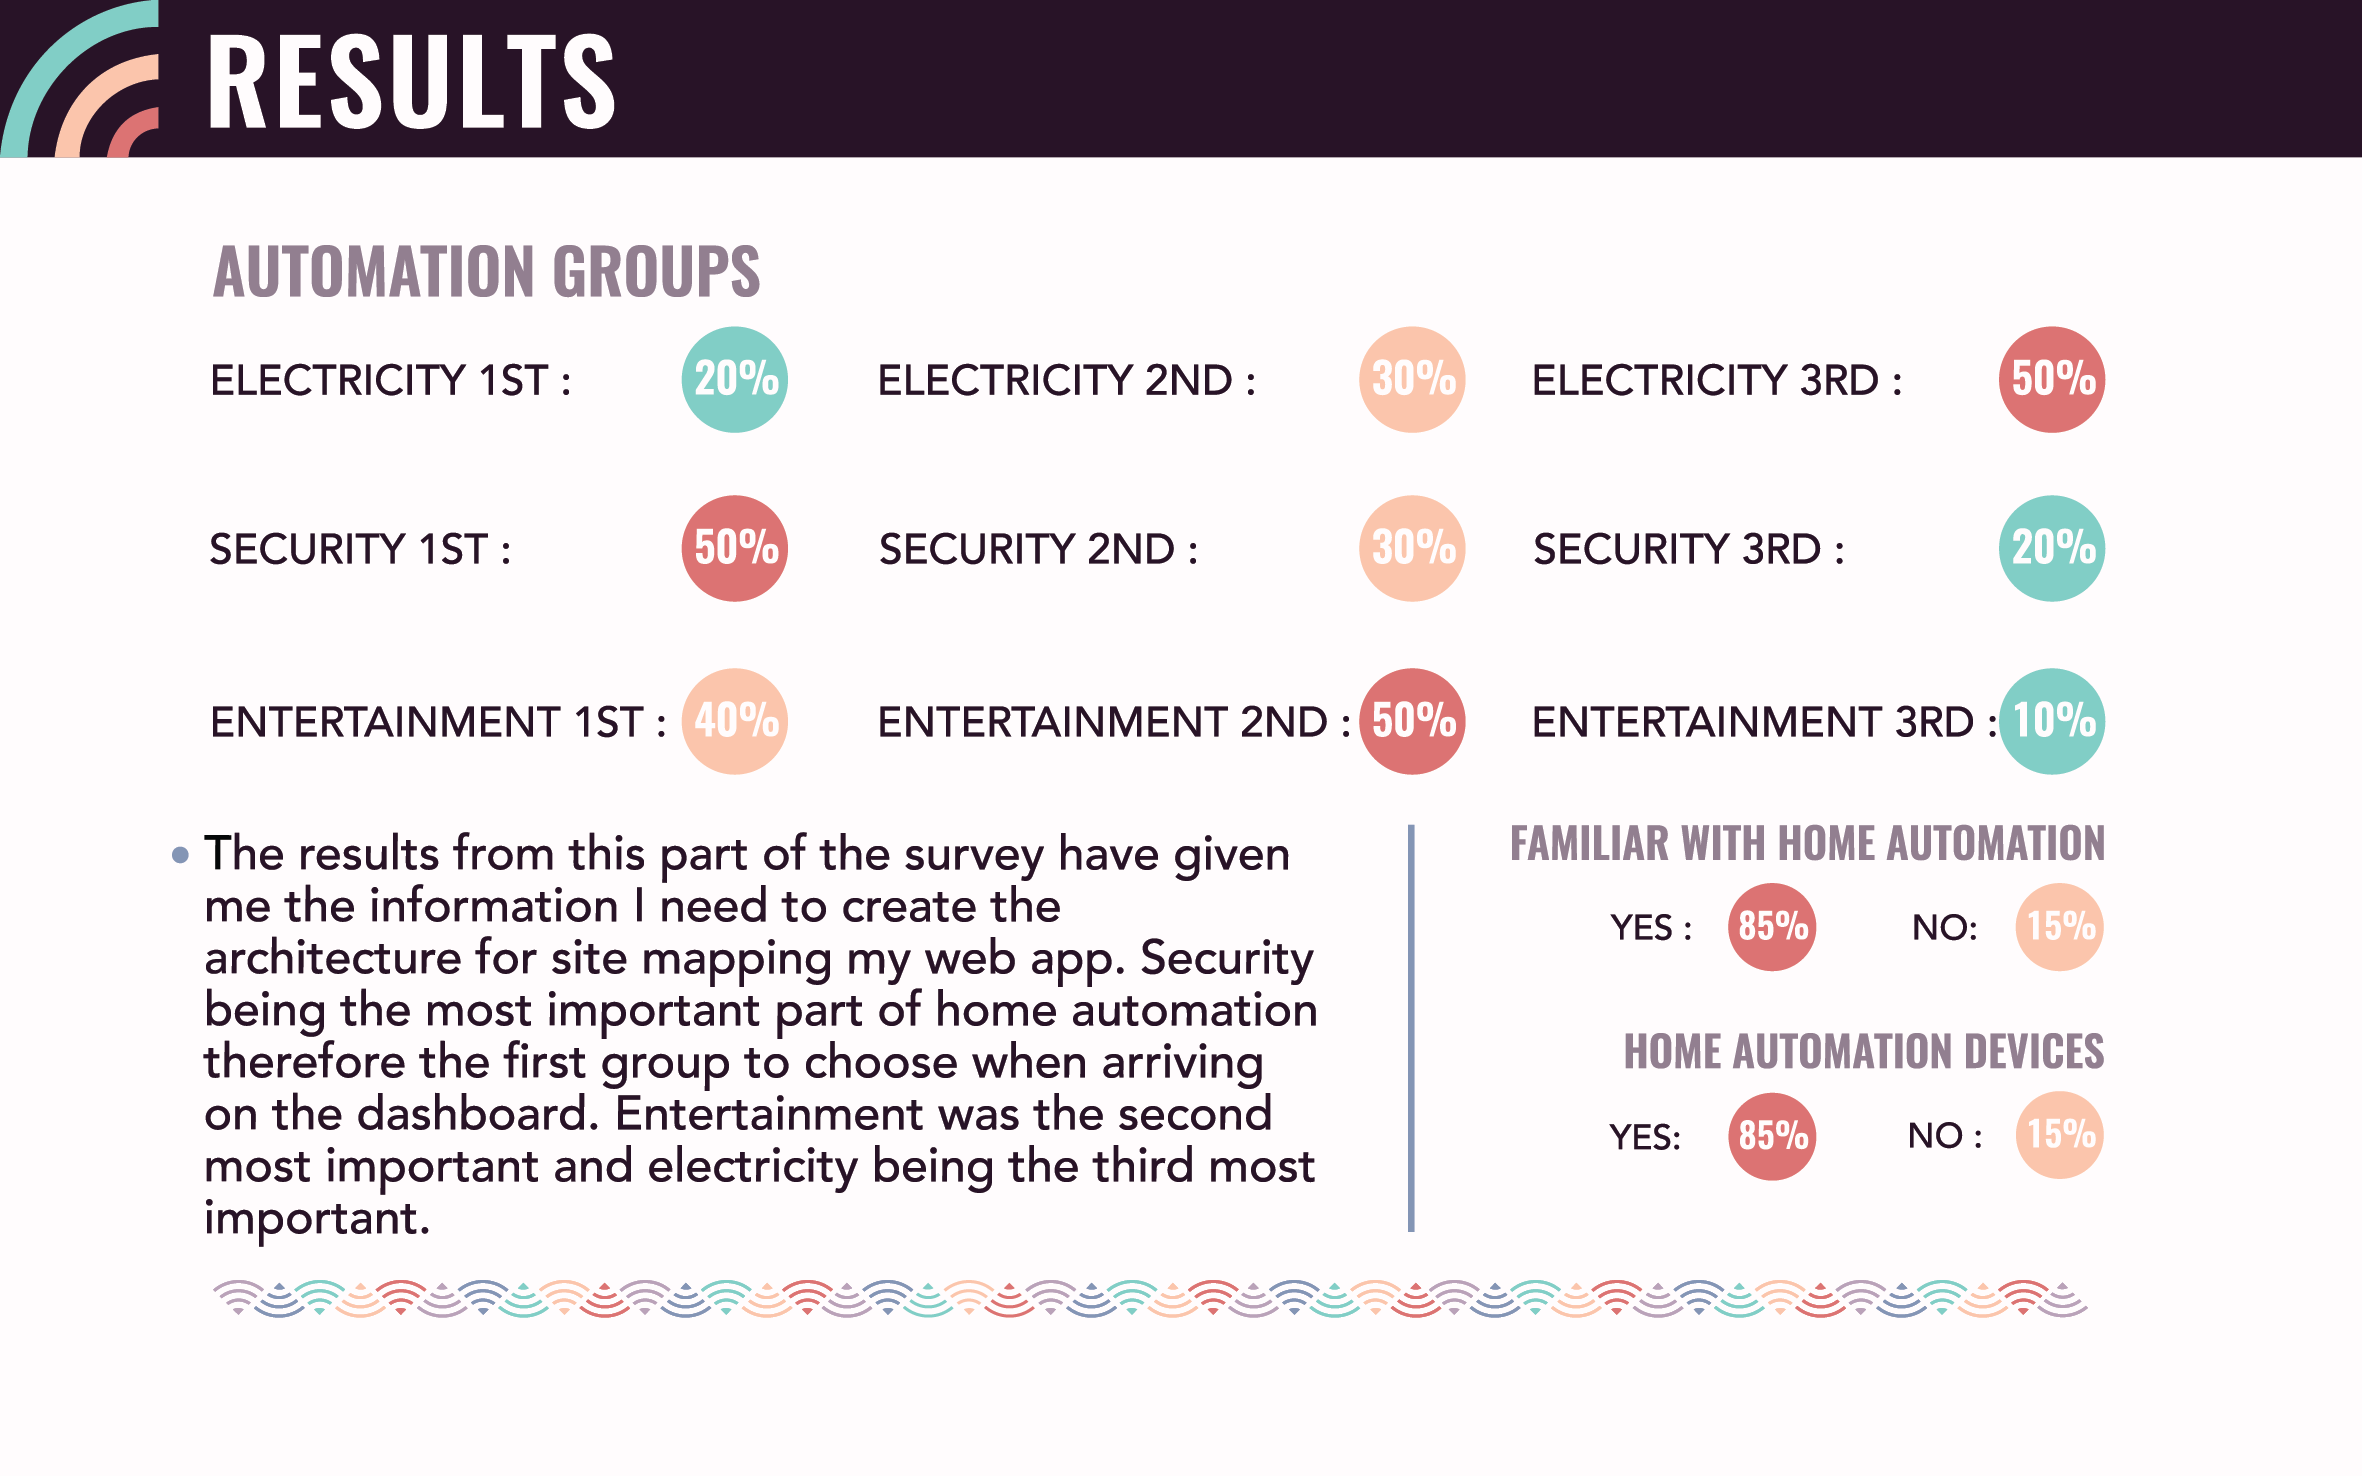 RESULTS
AUTOMATION GROUPS
ELECTRICITY 1ST : 20% ELECTRICITY 2ND : 30% ELECTRICITY 3RD : 50%
SECURITY 1ST : 50% SECURITY 2ND : 30% SECURITY 3RD : 20%
ENTERTAINMENT 1ST : 40% ENTERTAINMENT 2ND : 50% ENTERTAINMENT 3RD : 10%
• The results from this part of the survey have given
me the information I need to create the
architecture for site mapping my web app. Security
being the most important part of home automation
therefore the first group to choose when arriving
on the dashboard. Entertainment was the second
most important and electricity being the third most
important.
FAMILIAR WITH HOME AUTOMATION
YES : 85% NO: 15%
HOME AUTOMATION DEVICES
YES: 85% NO : 15%